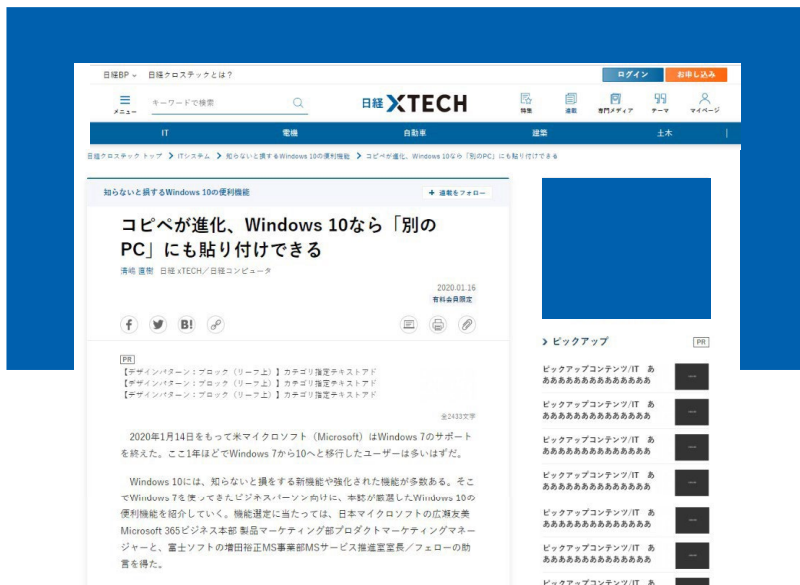 日経BP
日経クロステックとは？
ログイン
お申し込み
メニュー
キーワードで検索
日経 XTECH
特集
連載
専門メディア
テーマ
マイページ
IT
電機
自動車
建築
土木
日経クロステック トップ ❯ ITシステム ❯ 知らないと損するWindows 10の便利機能 ❯ コピペが進化、Windows 10なら「別のPC」にも貼り付けできる
知らないと損するWindows 10の便利機能
+ 連載をフォロー
コピペが進化、Windows 10なら「別の
PC」にも貼り付けできる
清嶋 直樹 日経 xTECH／日経コンピュータ
2020.01.16
有料会員限定
B!
PR
【デザインパターン：ブロック（リーフ上）】カテゴリ指定テキストアド
【デザインパターン：ブロック（リーフ上）】カテゴリ指定テキストアド
【デザインパターン：ブロック（リーフ上）】カテゴリ指定テキストアド
全2433文字
2020年1月14日をもって米マイクロソフト（Microsoft）はWindows 7のサポート
を終えた。ここ1年ほどでWindows 7から10へと移行したユーザーは多いはずだ。
Windows 10には、知らないと損をする新機能や強化された機能が多数ある。そこ
でWindows 7を使ってきたビジネスパーソン向けに、本誌が厳選したWindows 10の
便利機能を紹介していく。機能選定に当たっては、日本マイクロソフトの広瀬友美
Microsoft 365ビジネス本部 製品マーケティング部プロダクトマーケティングマネー
ジャーと、富士ソフトの増田裕正MS事業部MSサービス推進室室長／フェローの助
言を得た。
❯ ピックアップ
PR
ピックアップコンテンツ/IT あ
ああああああああああああああ
ピックアップコンテンツ/IT あ
ああああああああああああああ
ピックアップコンテンツ/IT あ
ああああああああああああああ
ピックアップコンテンツ/IT あ
ああああああああああああああ
ピックアップコンテンツ/IT あ
ああああああああああああああ
ピックアップコンテンツ/IT あ
ああああああああああああああ
ピックアップコンテンツ/IT あ